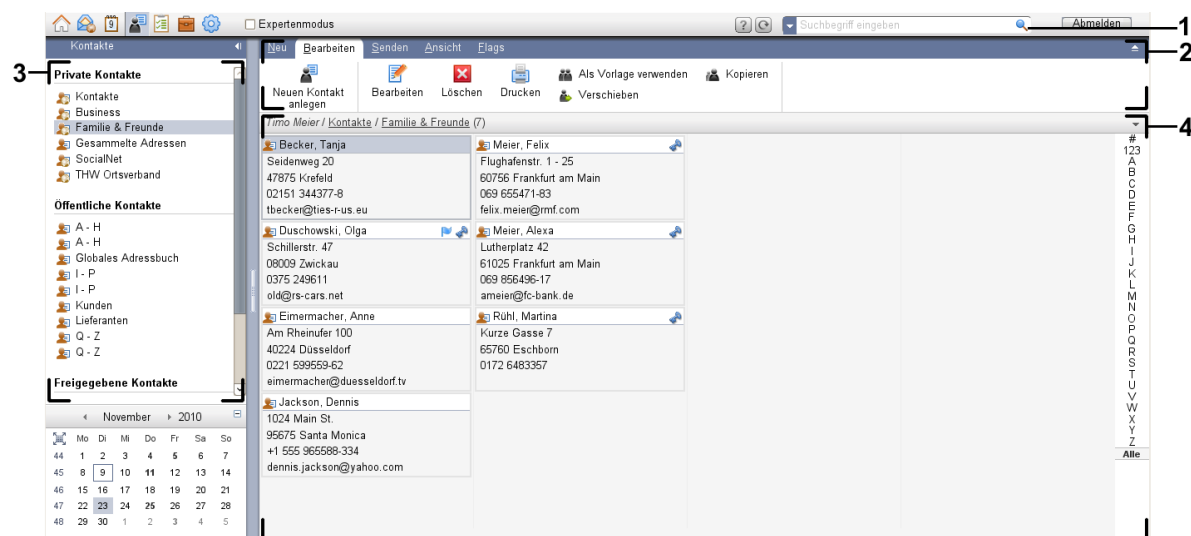 9
Expertenmodus
?
Suchbegriff eingeben
Abmelden
1
Kontakte
Neu Bearbeiten Senden Ansicht Flags
2
3
Private Kontakte
Kontakte
Business
Familie & Freunde
Gesammelte Adressen
SocialNet
THW Ortsverband
Öffentliche Kontakte
A - H
A - H
Globales Adressbuch
I - P
I - P
Kunden
Lieferanten
Q - Z
Q - Z
Freigegebene Kontakte
Neuen Kontakt
anlegen
Bearbeiten
Löschen
Drucken
Als Vorlage verwenden
Verschieben
Kopieren
Timo Meier / Kontakte / Familie & Freunde (7)
4
Becker, Tanja
Seidenweg 20
47875 Krefeld
02151 344377-8
tbecker@ties-r-us.eu
Duschowski, Olga
Schillerstr. 47
08009 Zwickau
0375 249611
old@rs-cars.net
Eimermacher, Anne
Am Rheinufer 100
40224 Düsseldorf
0221 599559-62
eimermacher@duesseldorf.tv
Jackson, Dennis
1024 Main St.
95675 Santa Monica
+1 555 965588-334
dennis.jackson@yahoo.com
Meier, Felix
Flughafenstr. 1 - 25
60756 Frankfurt am Main
069 655471-83
felix.meier@rmf.com
Meier, Alexa
Lutherplatz 42
61025 Frankfurt am Main
069 856496-17
ameier@fc-bank.de
Rühl, Martina
Kurze Gasse 7
65760 Eschborn
0172 6483357
#
123
A
B
C
D
E
F
G
H
I
J
K
L
M
N
O
P
Q
R
S
T
U
V
W
X
Y
Z
Alle
November 2010
Mo Di Mi Do Fr Sa So
44 1 2 3 4 5 6 7
45 8 9 10 11 12 13 14
46 15 16 17 18 19 20 21
47 22 23 24 25 26 27 28
48 29 30 1 2 3 4 5